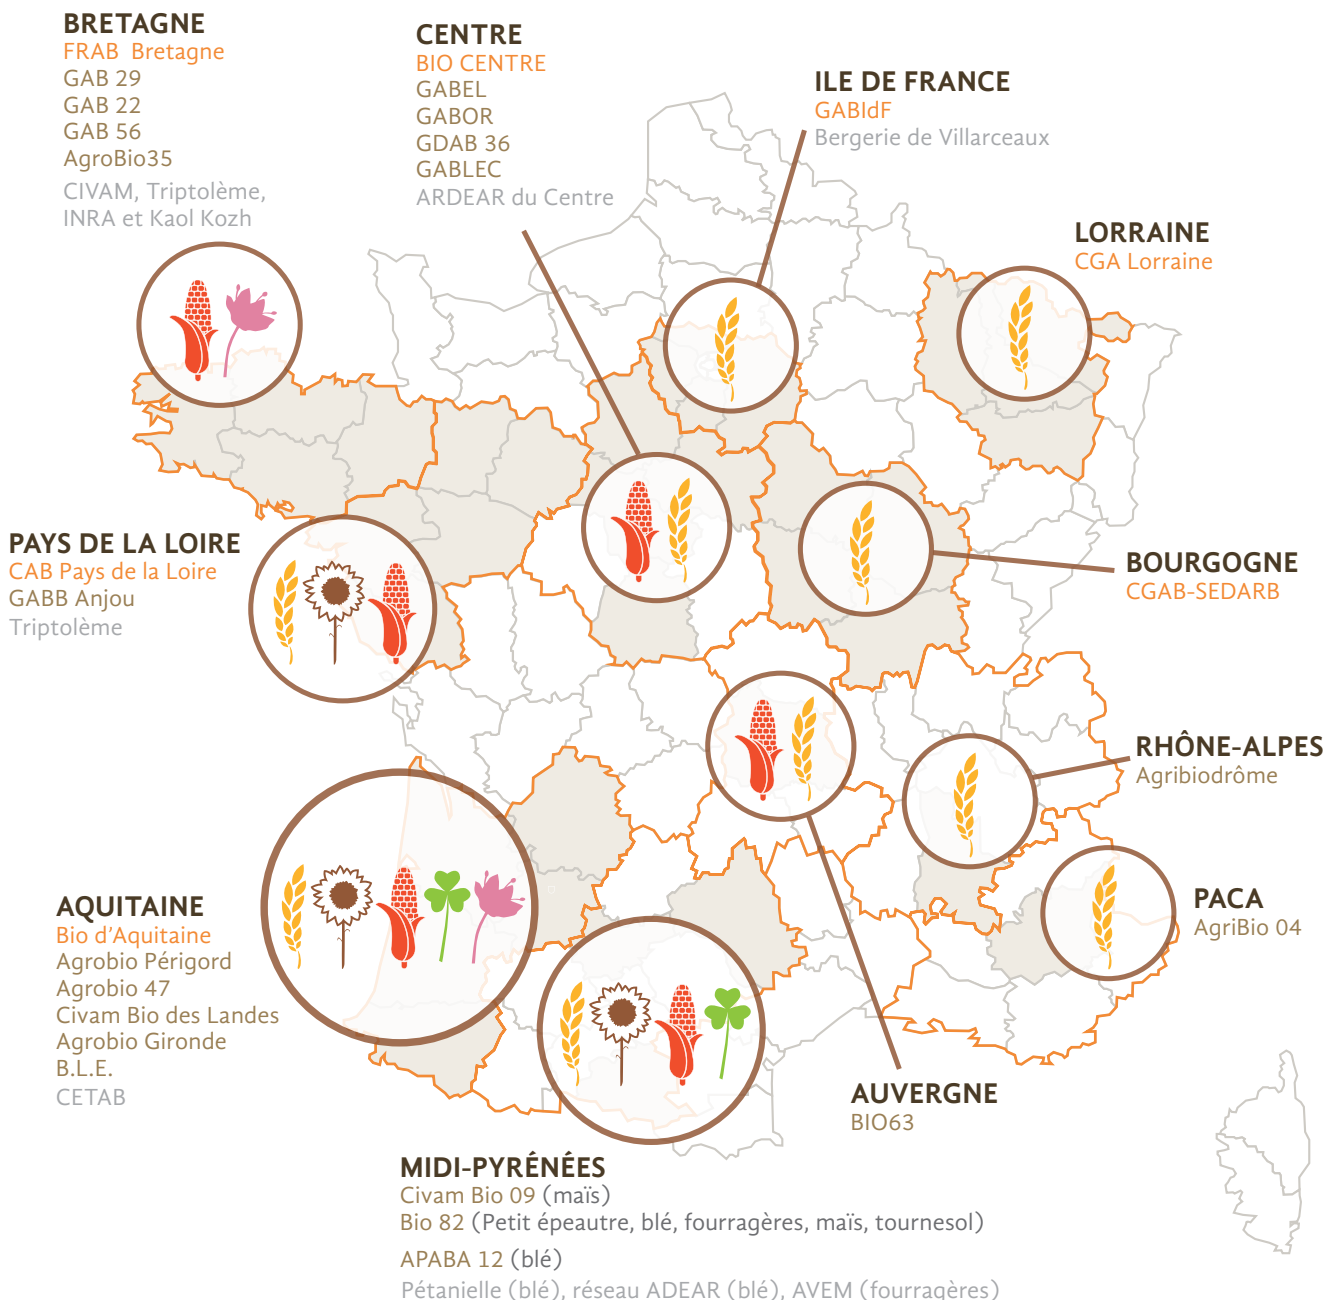 BRETAGNE
FRAB Bretagne
GAB 29
GAB 22
GAB 56
AgroBio35
CIVAM, Triptolème,
INRA et Kaol Kozh
CENTRE
BIO CENTRE
GABEL
GABOR
GDAB 36
GABLEC
ARDEAR du Centre
ILE DE FRANCE
GABIdF
Bergerie de Villarceaux
LORRAINE
CGA Lorraine
PAYS DE LA LOIRE
CAB Pays de la Loire
GABB Anjou
Triptolème
BOURGOGNE
CGAB-SEDARB
RHÔNE-ALPES
Agribiodrôme
PACA
AgriBio 04
AQUITAINE
Bio d'Aquitaine
Agrobio Périgord
Agrobio 47
Civam Bio des Landes
Agrobio Gironde
B.L.E.
CETAB
AUVERGNE
BIO63
MIDI-PYRÉNÉES
Civam Bio 09 (maïs)
Bio 82 (Petit épeautre, blé, fourragères, maïs, tournesol)
APABA 12 (blé)
Pétanielle (blé), réseau ADEAR (blé), AVEM (fourragères)